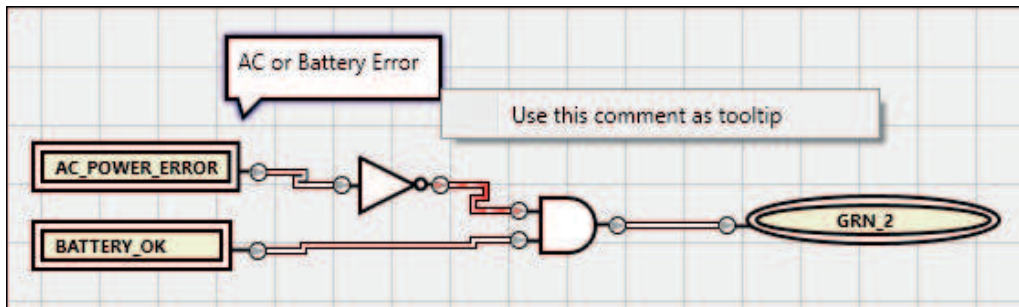 AC or Battery Error
Use this comment as tooltip
AC_POWER_ERROR
GRN_2
BATTERY_OK